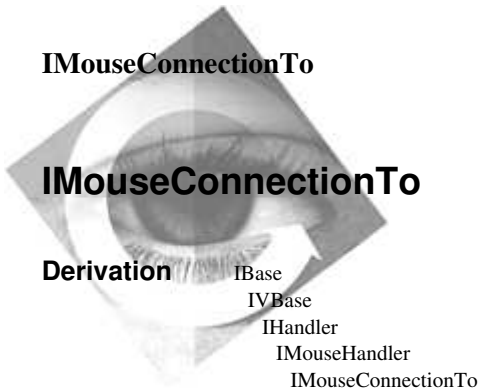 IMouseConnectionTo
IMouseConnectionTo
Derivation IBase
IVBase
IHandler
IMouseHandler
IMouseConnectionTo